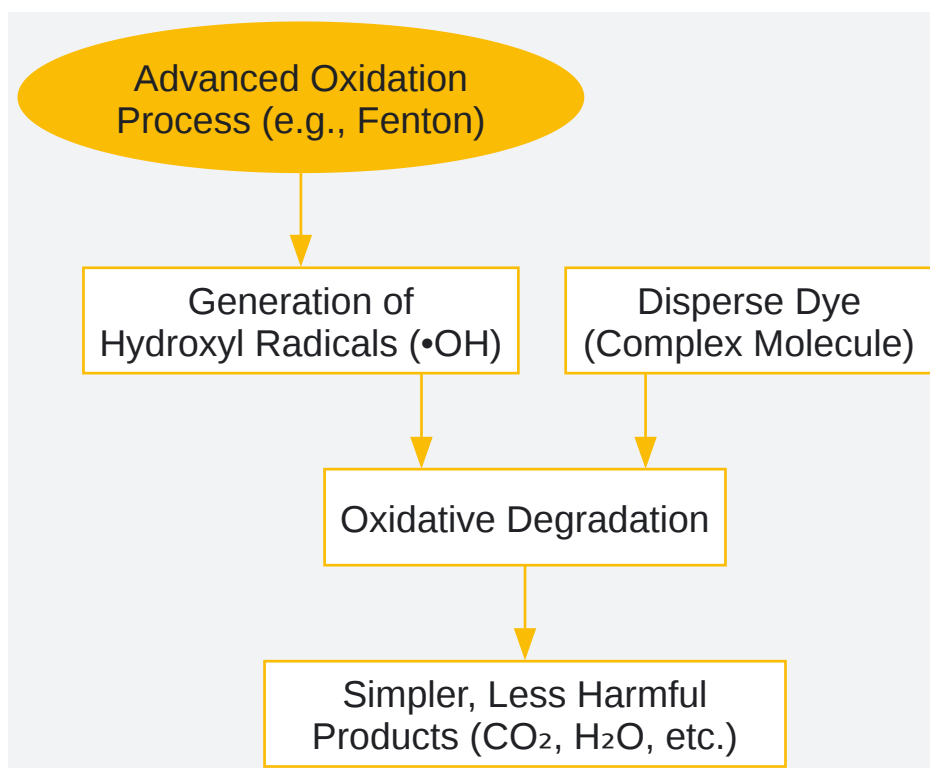 Advanced Oxidation
Process (e.g., Fenton)
Generation of
Hydroxyl Radicals (•OH)
Disperse Dye
(Complex Molecule)
Oxidative Degradation
Simpler, Less Harmful
Products (CO₂, H₂O, etc.)